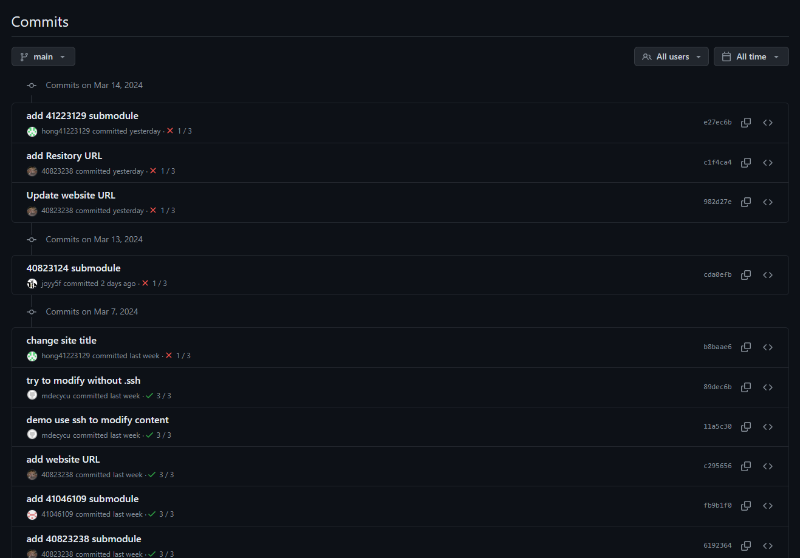 Commits
main
All users
All time
Commits on Mar 14, 2024
add 41223129 submodule
e27ec6b
hong41223129 committed yesterday · 1 / 3
add Resitory URL
c1f4ca4
40823238 committed yesterday · 1 / 3
Update website URL
982d27e
40823238 committed yesterday · 1 / 3
Commits on Mar 13, 2024
40823124 submodule
cda0efb
joyy5f committed 2 days ago · 1 / 3
Commits on Mar 7, 2024
change site title
b8baae6
hong41223129 committed last week · 1 / 3
try to modify without .ssh
89dec6b
mdecycu committed last week · 3 / 3
demo use ssh to modify content
11a5c30
mdecycu committed last week · 3 / 3
add website URL
c295656
40823238 committed last week · 3 / 3
add 41046109 submodule
fb9b1f0
41046109 committed last week · 3 / 3
add 40823238 submodule
6192364
40823238 committed last week · 3 / 3